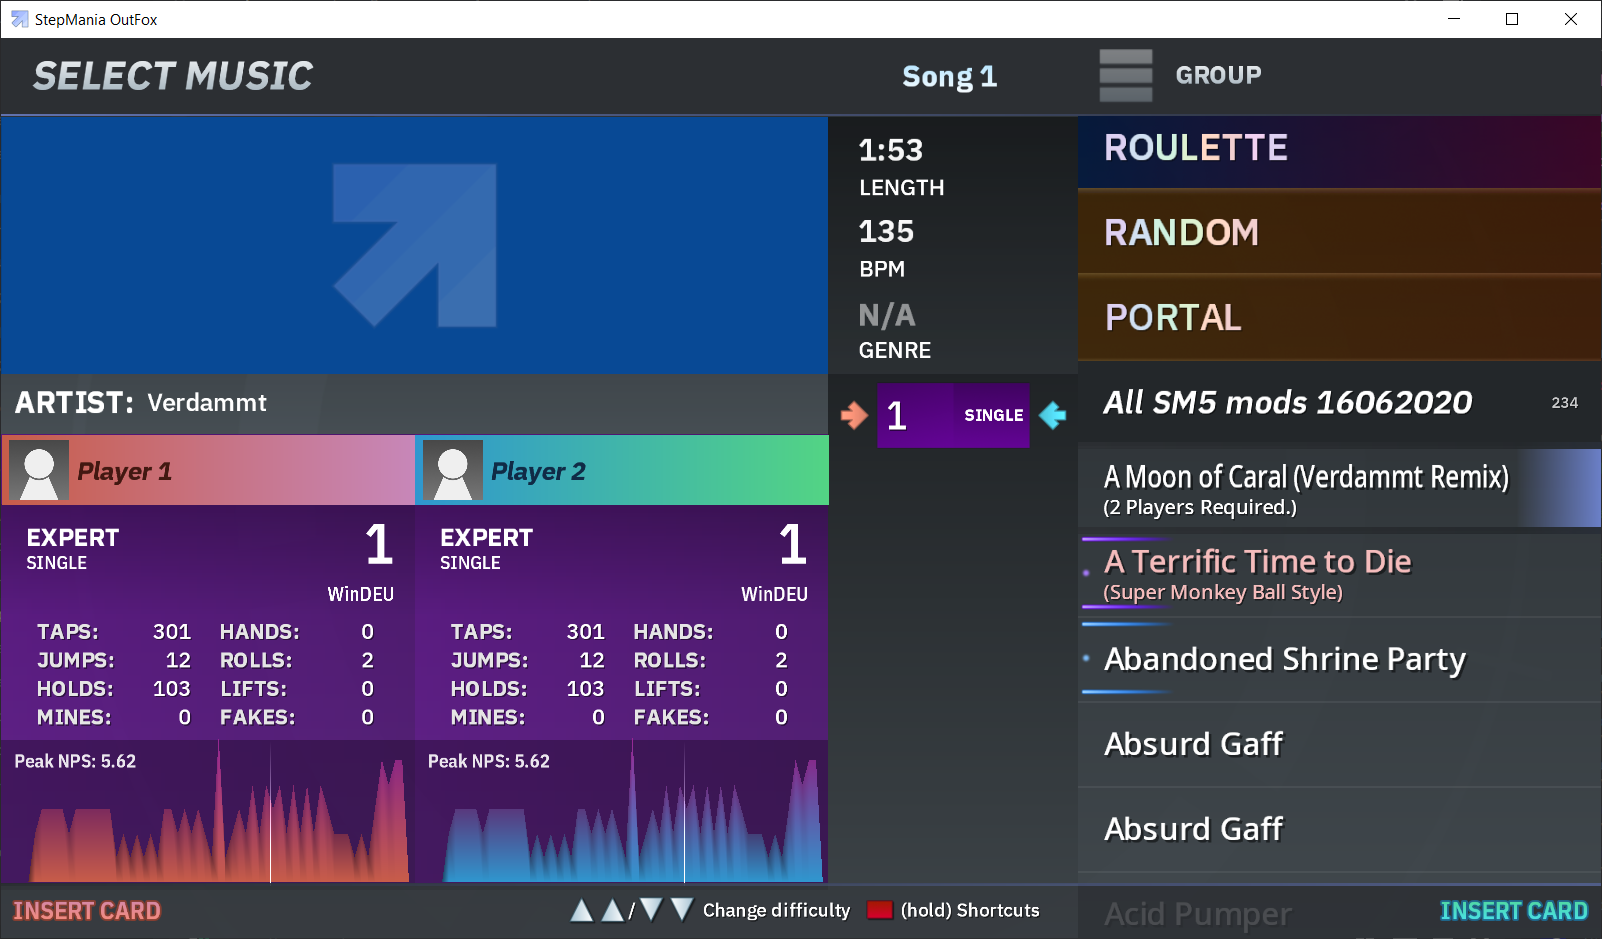 StepMania OutFox
SELECT MUSIC
Song 1
GROUP
1:53
LENGTH
135
BPM
N/A
GENRE
ARTIST: Verdammt
1 SINGLE
Player 1
EXPERT
SINGLE
1
WinDEU
TAPS: 301 HANDS: 0
JUMPS: 12 ROLLS: 2
HOLDS: 103 LIFTS: 0
MINES: 0 FAKES: 0
Peak NPS: 5.62
Player 2
EXPERT
SINGLE
1
WinDEU
TAPS: 301 HANDS: 0
JUMPS: 12 ROLLS: 2
HOLDS: 103 LIFTS: 0
MINES: 0 FAKES: 0
Peak NPS: 5.62
ROULETTE
RANDOM
PORTAL
All SM5 mods 16062020 234
A Moon of Caral (Verdammt Remix)
(2 Players Required.)
A Terrific Time to Die
(Super Monkey Ball Style)
Abandoned Shrine Party
Absurd Gaff
Absurd Gaff
Acid Pumper
INSERT CARD
/ Change difficulty (hold) Shortcuts
INSERT CARD